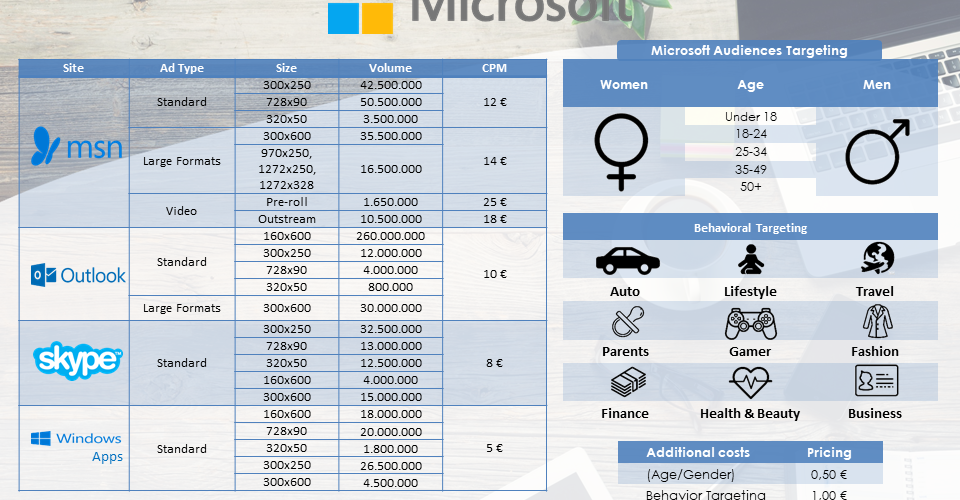 Microsoft
Site Ad Type Size Volume CPM
msn
Standard
300x250 42.500.000
728x90 50.500.000
320x50 3.500.000
12 €
Large Formats
300x600 35.500.000
970x250,
1272x250,
1272x328
16.500.000
14 €
Video
Pre-roll 1.650.000 25 €
Outstream 10.500.000 18 €
Outlook
Standard
160x600 260.000.000
300x250 12.000.000
728x90 4.000.000
320x50 800.000
10 €
Large Formats 300x600 30.000.000
skype
Standard
300x250 32.500.000
728x90 13.000.000
320x50 12.500.000
160x600 4.000.000
300x600 15.000.000
8 €
Windows
Apps
Standard
160x600 18.000.000
728x90 20.000.000
320x50 1.800.000
300x250 26.500.000
300x600 4.500.000
5 €
Microsoft Audiences Targeting
Women Age Men
Under 18
18-24
25-34
35-49
50+
Behavioral Targeting
Auto Lifestyle Travel
Parents Gamer Fashion
Finance Health & Beauty Business
Additional costs Pricing
(Age/Gender) 0,50 €
Behavior Targeting 1,00 €